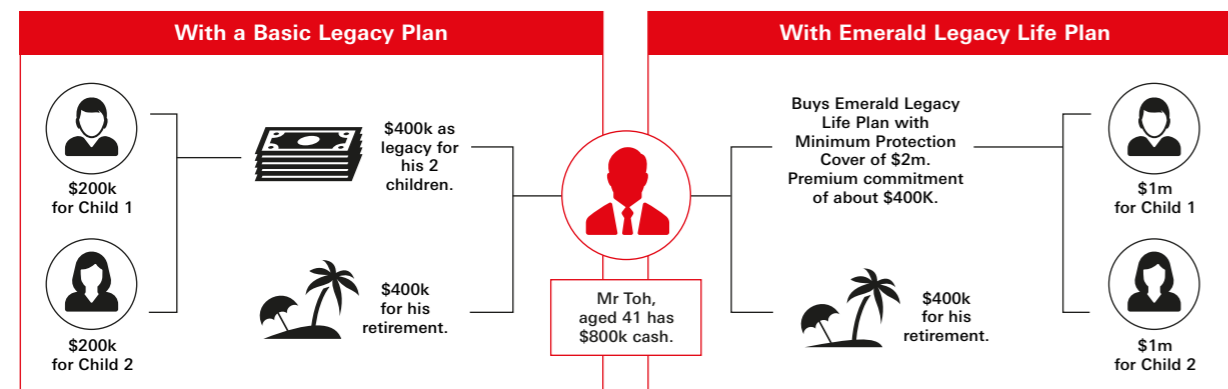 With a Basic Legacy Plan
$200k
for Child 1
$200k
for Child 2
$400k as
legacy for
his 2
children.
$400k
for his
retirement.
Mr Toh,
aged 41 has
$800k cash.
With Emerald Legacy Life Plan
Buys Emerald Legacy
Life Plan with
Minimum Protection
Cover of $2m.
Premium commitment
of about $400K.
$400k
for his
retirement.
$1m
for Child 1
$1m
for Child 2